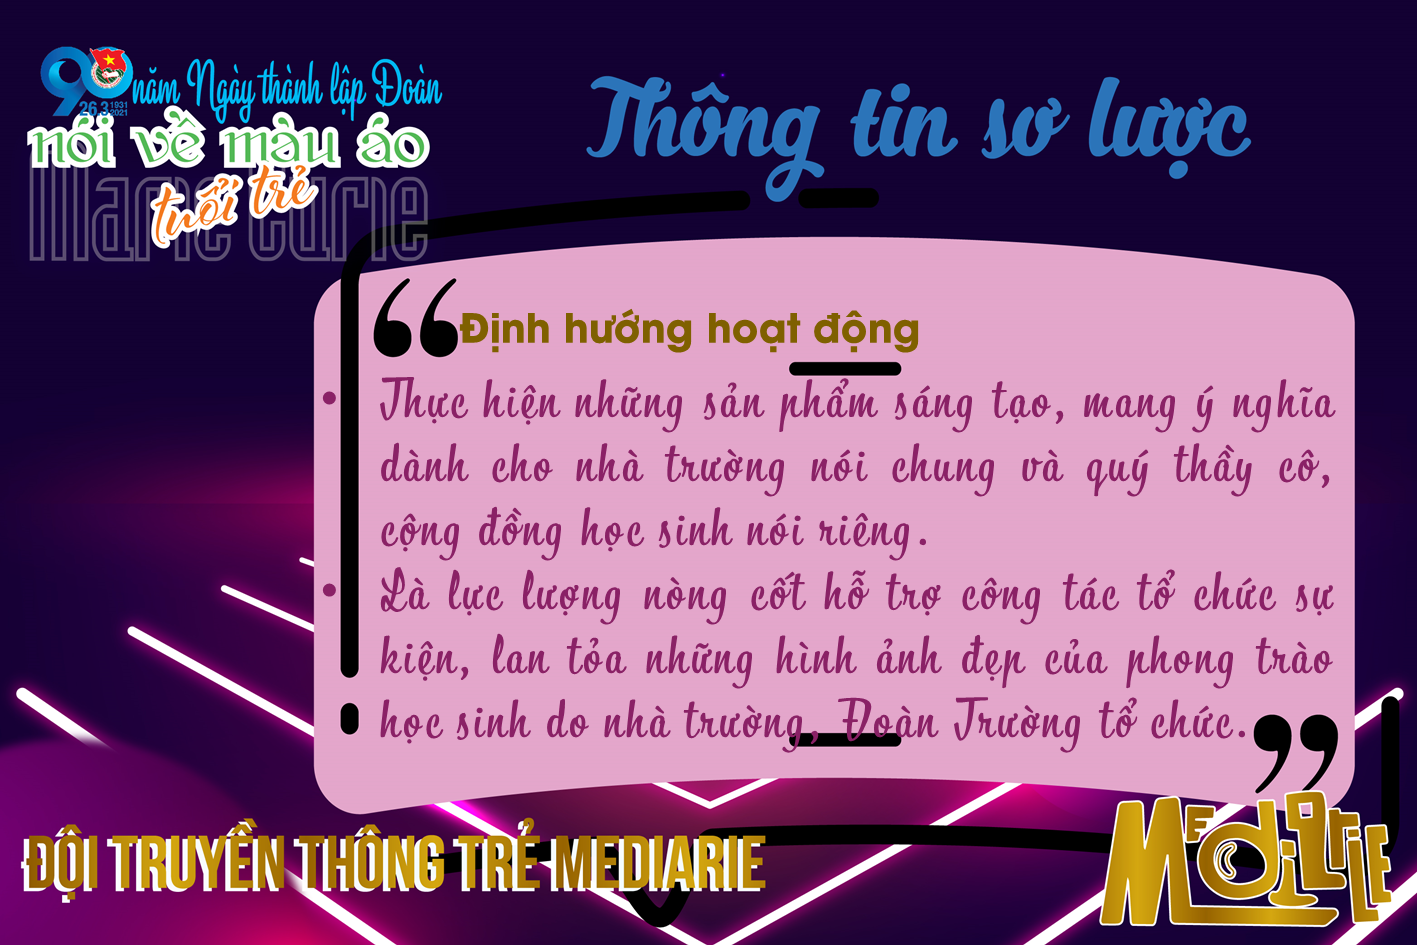 90 năm Ngày thành lập Đoàn
26.3 1931 2021
nói về màu áo
tuổi trẻ
Marie Curie
Thông tin sơ lược
“Định hướng hoạt động
• Thực hiện những sản phẩm sáng tạo, mang ý nghĩa
dành cho nhà trường nói chung và quý thầy cô,
cộng đồng học sinh nói riêng.
• Là lực lượng nòng cốt hỗ trợ công tác tổ chức sự
kiện, lan tỏa những hình ảnh đẹp của phong trào
học sinh do nhà trường, Đoàn Trường tổ chức.”
ĐỘI TRUYỀN THÔNG TRẺ MEDIARIE
MEDIARIE